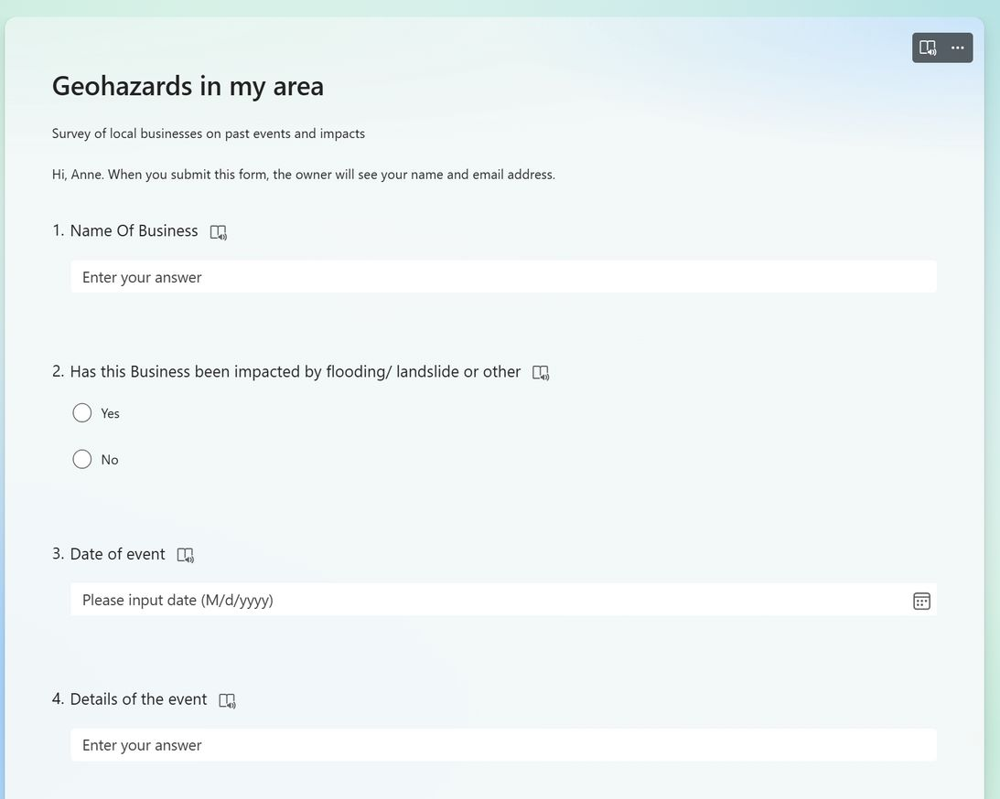 Geohazards in my area
Survey of local businesses on past events and impacts
Hi, Anne. When you submit this form, the owner will see your name and email address.
1. Name Of Business
Enter your answer
2. Has this Business been impacted by flooding/ landslide or other
Yes
No
3. Date of event
Please input date (M/d/yyyy)
4. Details of the event
Enter your answer